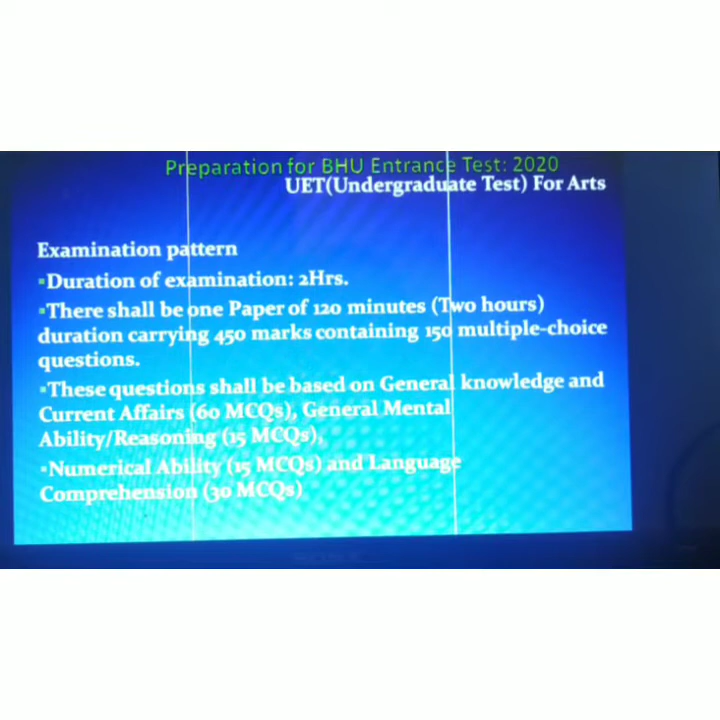 Preparation for BHU Entrance Test: 2020
UET(Undergraduate Test) For Arts
Examination pattern
▪Duration of examination: 2Hrs.
▪There shall be one Paper of 120 minutes (Two hours)
duration carrying 450 marks containing 150 multiple-choice
questions.
▪These questions shall be based on General knowledge and
Current Affairs (60 MCQs), General Mental
Ability/Reasoning (15 MCQs),
▪Numerical Ability (15 MCQs) and Language
Comprehension (30 MCQs)